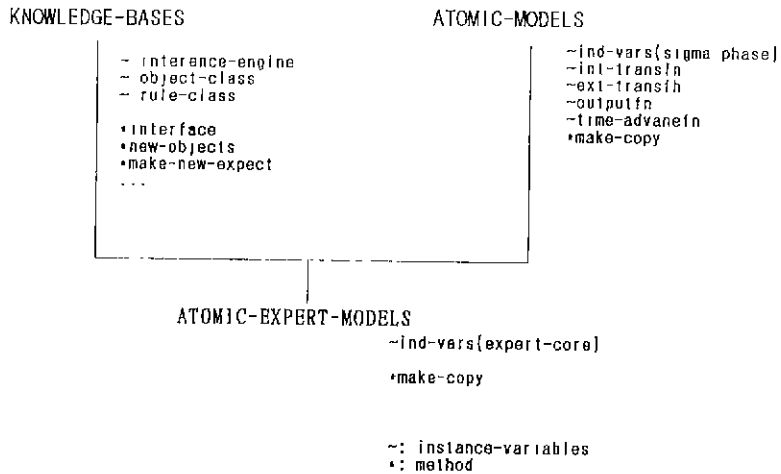 KNOWLEDGE-BASES
~ interence-engine
~ object-class
~ rule-class
*interface
*new-objects
*make-new-expect
...
ATOMIC-MODELS
~ind-vars(sigma phase)
~int-transfn
~ext-transfn
~outputfn
~time-advanefn
*make-copy
ATOMIC-EXPERT-MODELS
~ind-vars(expert-core)
*make-copy
~: instance-variables
*: method